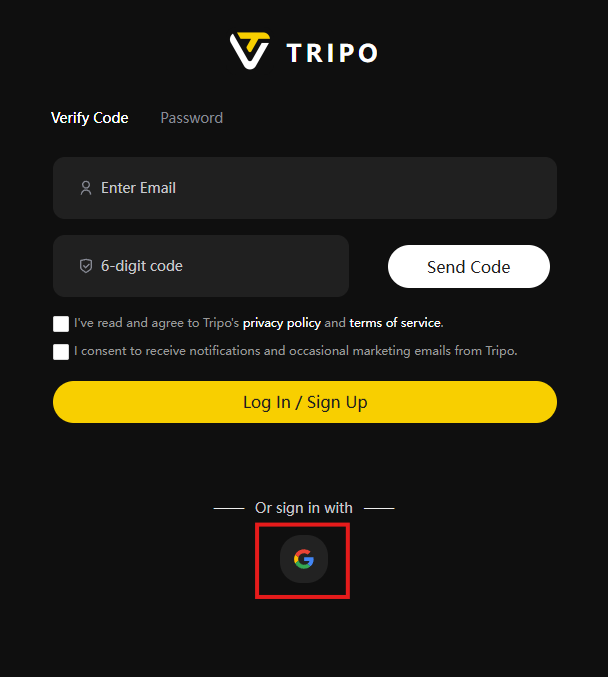 TRIPO
Verify Code Password
Enter Email
6-digit code Send Code
I've read and agree to Tripo's privacy policy and terms of service.
I consent to receive notifications and occasional marketing emails from Tripo.
Log In / Sign Up
Or sign in with
G